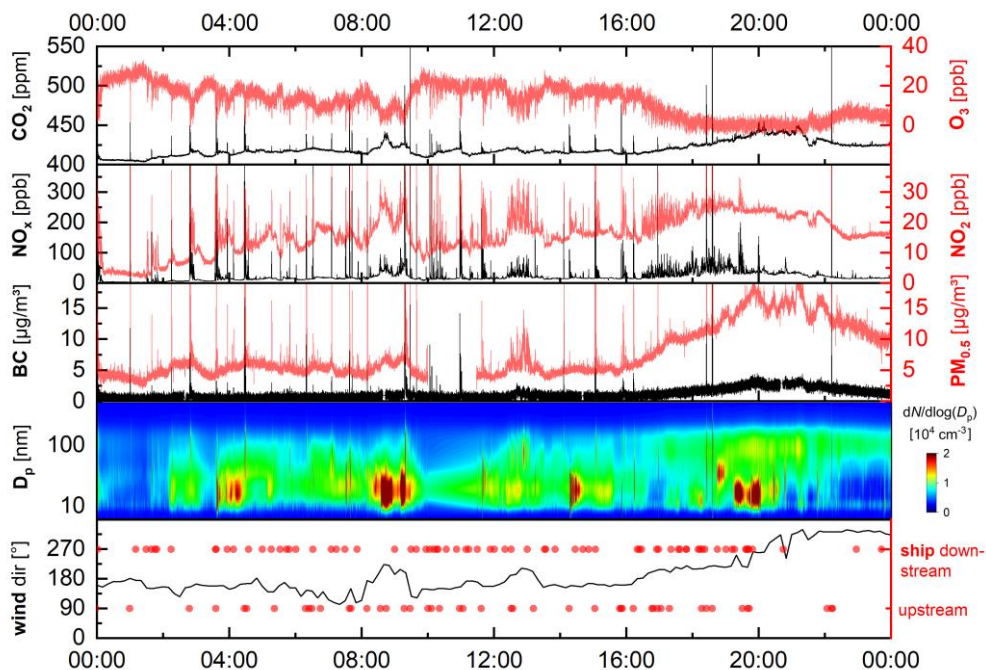 00:00 04:00 08:00 12:00 16:00 20:00 00:00
CO₂ [ppm]
550
500
450
400
40
20
0
O₃ [ppb]
NOₓ [ppb]
300
200
100
0
30
20
10
0
NO₂ [ppb]
BC [µg/m³]
15
10
5
0
15
10
5
0
PM₀.₅ [µg/m³]
Dₚ [nm]
100
10
dN/dlog(Dₚ)
[10⁴ cm⁻³]
2
1
0
wind dir [°]
270
180
90
0
ship down-
stream
upstream
00:00 04:00 08:00 12:00 16:00 20:00 00:00